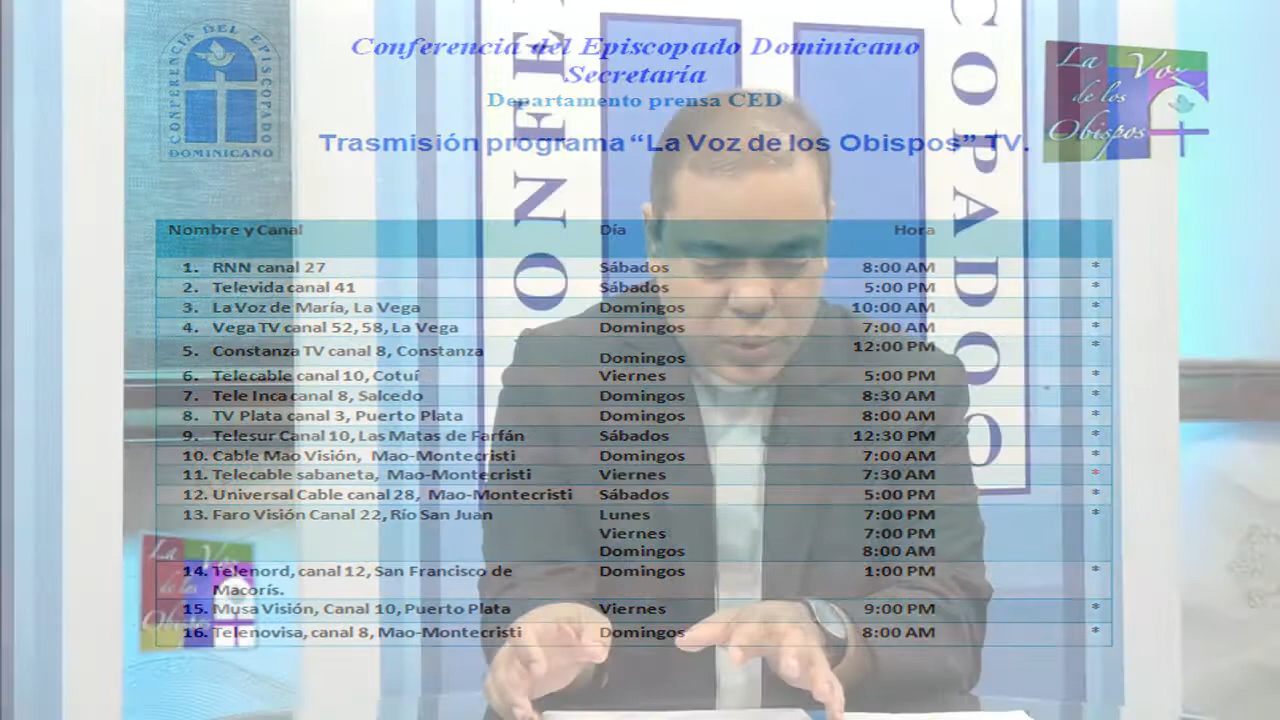 CONFERENCIA DEL EPISCOPADO
DOMINICANO
Conferencia del Episcopado Dominicano
Secretaría
Departamento prensa CED
Trasmisión programa “La Voz de los Obispos” TV.
La Voz
de los
Obispos
CONFE
COPADO
Nombre y Canal Día Hora
1. RNN canal 27 Sábados 8:00 AM *
2. Televida canal 41 Sábados 5:00 PM *
3. La Voz de María, La Vega Domingos 10:00 AM *
4. Vega TV canal 52, 58, La Vega Domingos 7:00 AM *
5. Constanza TV canal 8, Constanza Domingos 12:00 PM *
6. Telecable canal 10, Cotuí Viernes 5:00 PM *
7. Tele Inca canal 8, Salcedo Domingos 8:30 AM *
8. TV Plata canal 3, Puerto Plata Domingos 8:00 AM *
9. Telesur Canal 10, Las Matas de Farfán Sábados 12:30 PM *
10. Cable Mao Visión, Mao-Montecristi Domingos 7:00 AM *
11. Telecable sabaneta, Mao-Montecristi Viernes 7:30 AM *
12. Universal Cable canal 28, Mao-Montecristi Sábados 5:00 PM *
13. Faro Visión Canal 22, Río San Juan Lunes 7:00 PM *
Viernes 7:00 PM
Domingos 8:00 AM
14. Telenord, canal 12, San Francisco de Domingos 1:00 PM *
Macorís.
15. Musa Visión, Canal 10, Puerto Plata Viernes 9:00 PM *
16. Telenovisa, canal 8, Mao-Montecristi Domingos 8:00 AM *
La Voz
de los
Obispos